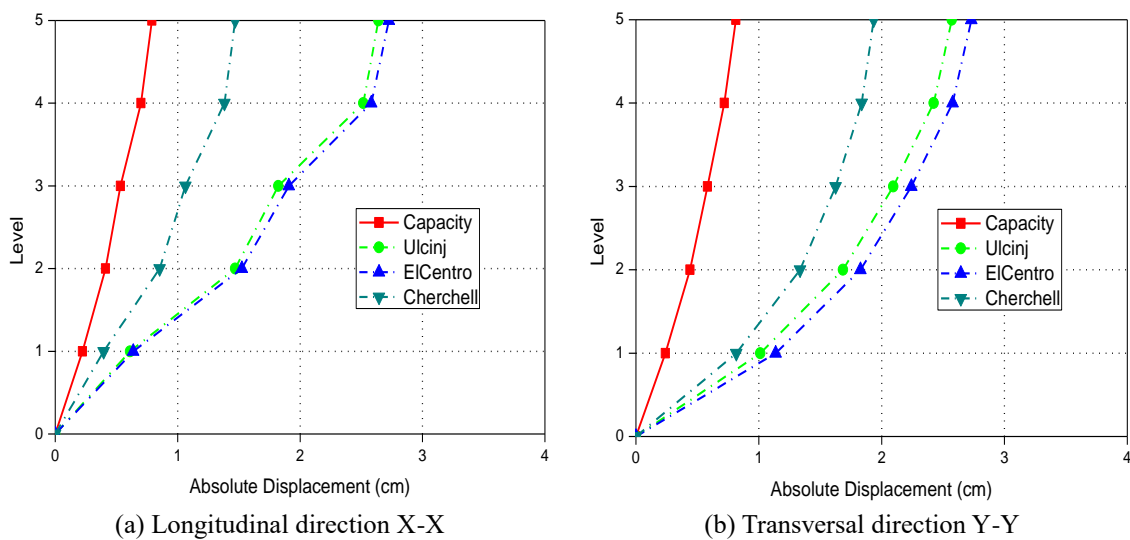 5
4
3
2
1
0
Level
Capacity
Ulcinj
ElCentro
Cherchell
0 1 2 3 4
Absolute Displacement (cm)
(a) Longitudinal direction X-X
5
4
3
2
1
0
Level
Capacity
Ulcinj
ElCentro
Cherchell
0 1 2 3 4
Absolute Displacement (cm)
(b) Transversal direction Y-Y